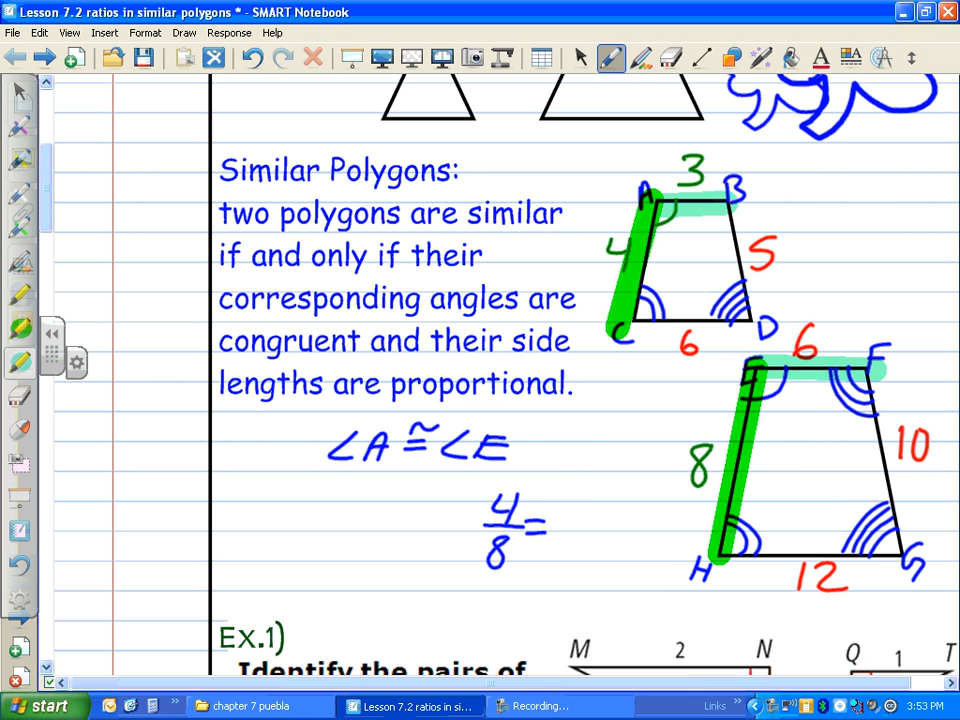 Lesson 7.2 ratios in similar polygons * - SMART Notebook
File Edit View Insert Format Draw Response Help
Similar Polygons:
two polygons are similar
if and only if their
corresponding angles are
congruent and their side
lengths are proportional.
∠A ≅ ∠E
4/8 =
3
A B
4
5
C 6 D
6
E F
8
10
H 12 G
Ex.1)
Identify the pairs of
M 2 N Q 1 T
start chapter 7 puebla Lesson 7.2 ratios in si... Recording... Links » 3:53 PM